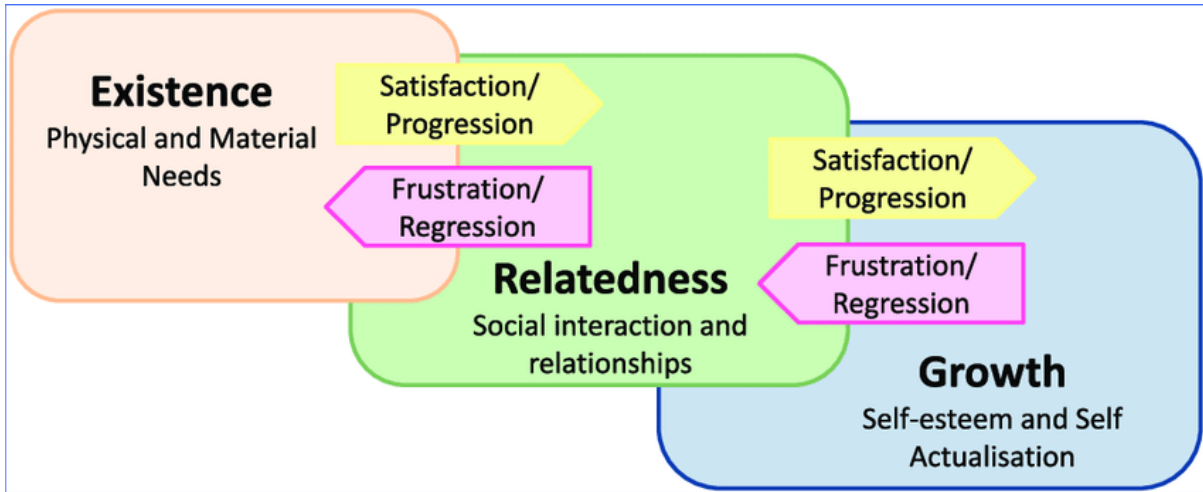 Existence
Physical and Material
Needs
Satisfaction/
Progression
Frustration/
Regression
Relatedness
Social interaction and
relationships
Satisfaction/
Progression
Frustration/
Regression
Growth
Self-esteem and Self
Actualisation